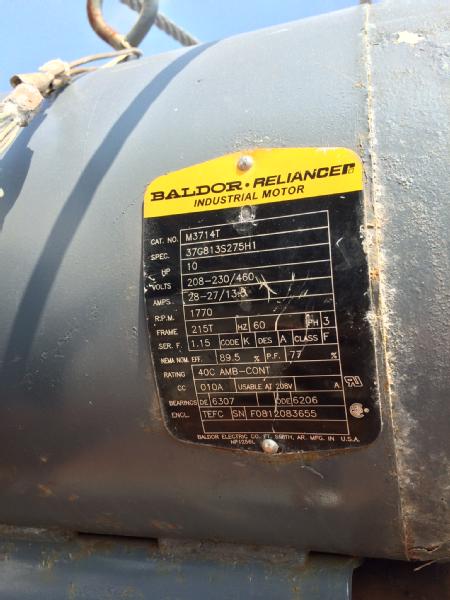 BALDOR • RELIANCER
INDUSTRIAL MOTOR
CAT. NO. M3714T
SPEC. 37G813S275H1
HP 10
VOLTS 208-230/460
AMPS 28-27/13.5
R.P.M. 1770
FRAME 215T HZ 60 PH 3
SER. F. 1.15 CODE K DES A CLASS F
NEMA NOM. EFF 89.5 % P.F. 77 %
RATING 40C AMB-CONT
CC 010A USABLE AT 208V A
BEARINGS DE 6307 ODE 6206
ENCL. TEFC SN F0812083655
BALDOR ELECTRIC CO. FT. SMITH, AR. MFG. IN U.S.A.
NP1256L